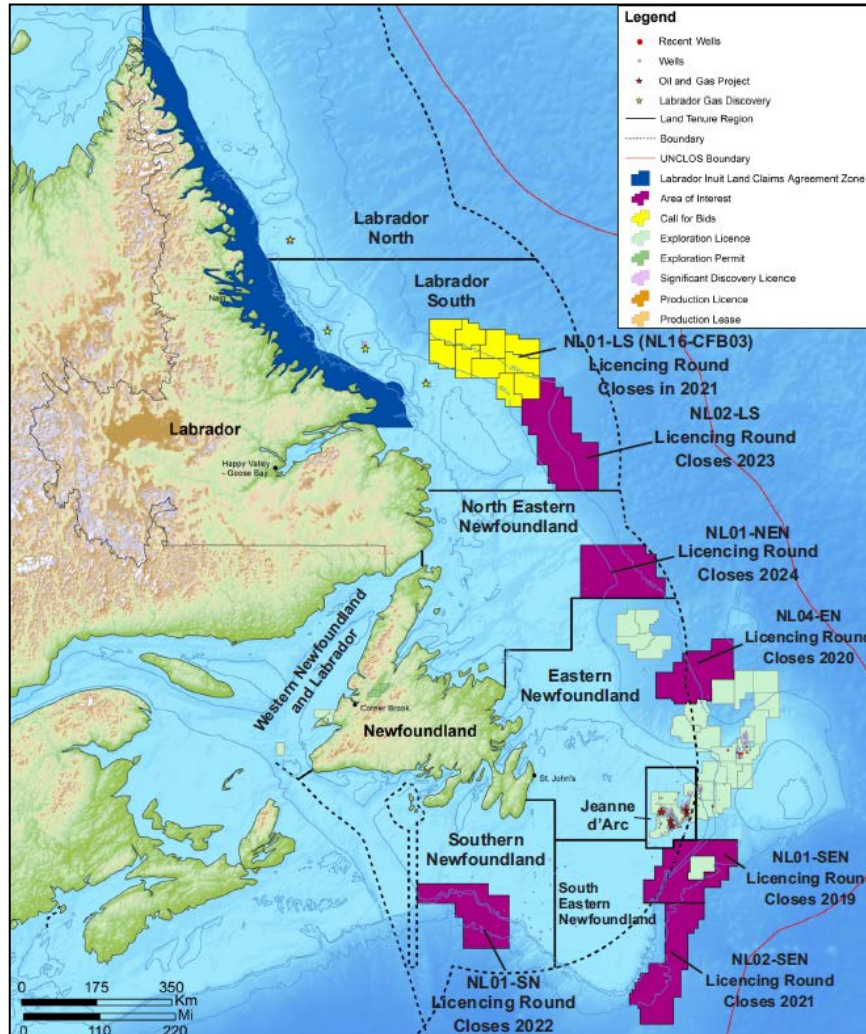 Legend
Recent Wells
Wells
Oil and Gas Project
Labrador Gas Discovery
Land Tenure Region
Boundary
UNCLOS Boundary
Labrador Inuit Land Claims Agreement Zone
Area of Interest
Call for Bids
Exploration Licence
Exploration Permit
Significant Discovery Licence
Production Licence
Production Lease
Labrador
North
Labrador
South
Nain
NL01-LS (NL16-CFB03)
Licencing Round
Closes in 2021
NL02-LS
Licencing Round
Closes 2023
Labrador
Happy Valley
- Goose Bay
North Eastern
Newfoundland
NL01-NEN
Licencing Round
Closes 2024
NL04-EN
Licencing Round
Closes 2020
Western Newfoundland
and Labrador
Eastern
Newfoundland
Corner Brook
Newfoundland
St. John's
Jeanne
d'Arc
Southern
Newfoundland
NL01-SEN
Licencing Round
Closes 2019
South
Eastern
Newfoundland
NL02-SEN
Licencing Round
Closes 2021
NL01-SN
Licencing Round
Closes 2022
0 175 350
Km
Mi
0 110 220